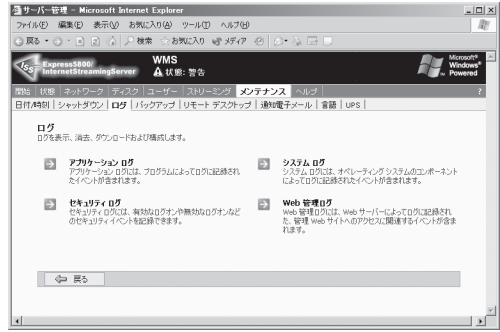 サーバー管理 - Microsoft Internet Explorer
ファイル(F) 編集(E) 表示(V) お気に入り(A) ツール(T) ヘルプ(H)
戻る 検索 お気に入り メディア
Iss Express5800/
InternetStreamingServer
WMS
状態: 警告
Microsoft®
Windows®
Powered
開始 状態 ネットワーク ディスク ユーザー ストリーミング メンテナンス ヘルプ ?
日付/時刻 | シャットダウン | ログ | バックアップ | リモート デスクトップ | 通知電子メール | 言語 | UPS |
ログ
ログを表示、消去、ダウンロードおよび構成します。
アプリケーション ログ
アプリケーション ログには、プログラムによってログに記録され
たイベントが含まれます。
システム ログ
システム ログには、オペレーティング システムのコンポーネント
によってログに記録されたイベントが含まれます。
セキュリティ ログ
セキュリティ ログには、有効なログオンや無効なログオンなど
のセキュリティ イベントを記録できます。
Web 管理ログ
Web 管理ログには、Web サーバーによってログに記録され
た、管理 Web サイトへのアクセスに関連するイベントが含ま
れます。
戻る